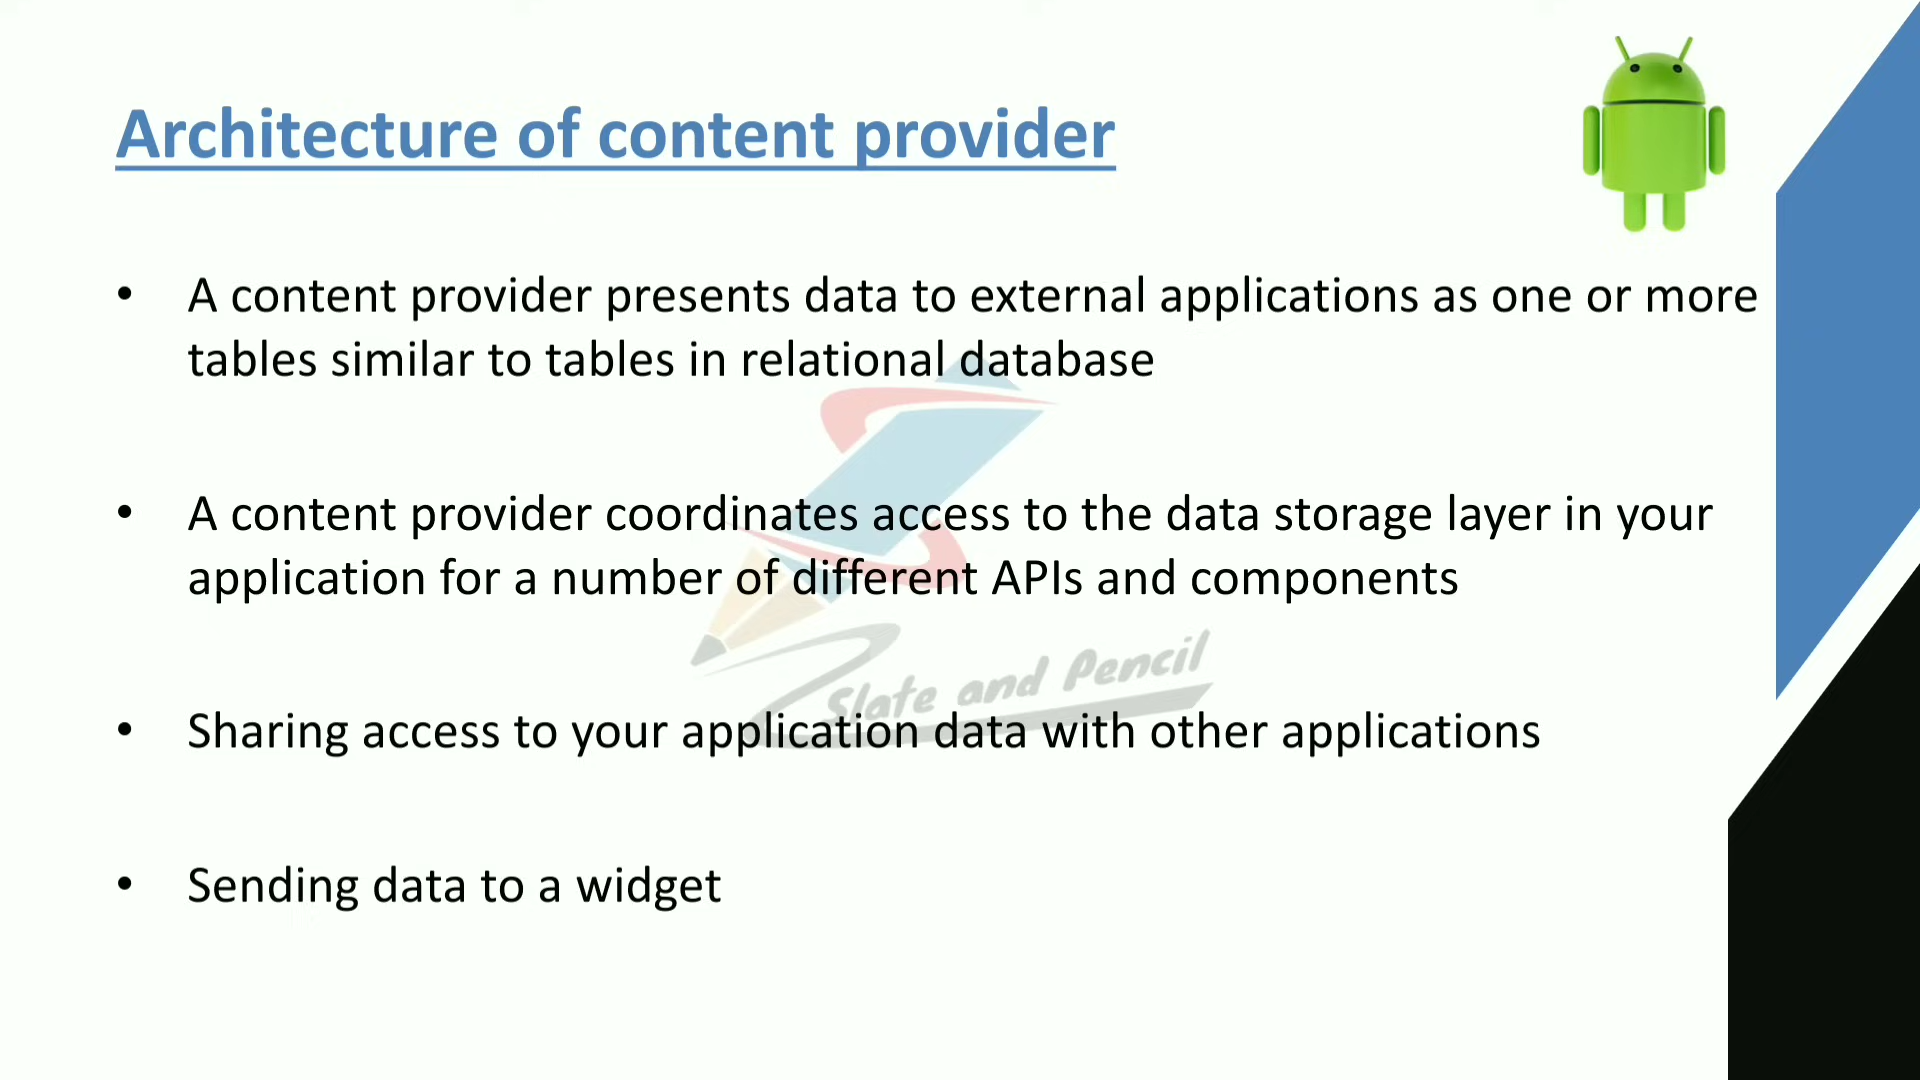 Architecture of content provider
• A content provider presents data to external applications as one or more
tables similar to tables in relational database
• A content provider coordinates access to the data storage layer in your
application for a number of different APIs and components
Slate and Pencil
• Sharing access to your application data with other applications
• Sending data to a widget